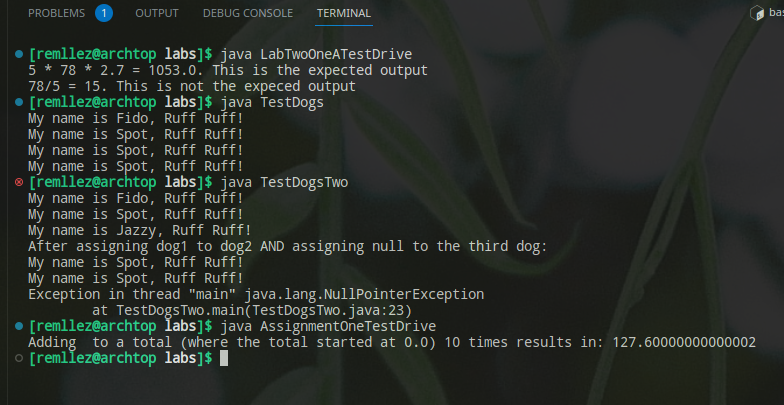 PROBLEMS 1 OUTPUT DEBUG CONSOLE TERMINAL bas
[remllez@archtop labs]$ java LabTwoOneATestDrive
5 * 78 * 2.7 = 1053.0. This is the expected output
78/5 = 15. This is not the expeced output
[remllez@archtop labs]$ java TestDogs
My name is Fido, Ruff Ruff!
My name is Spot, Ruff Ruff!
My name is Spot, Ruff Ruff!
My name is Spot, Ruff Ruff!
[remllez@archtop labs]$ java TestDogsTwo
My name is Fido, Ruff Ruff!
My name is Spot, Ruff Ruff!
My name is Jazzy, Ruff Ruff!
After assigning dog1 to dog2 AND assigning null to the third dog:
My name is Spot, Ruff Ruff!
My name is Spot, Ruff Ruff!
Exception in thread "main" java.lang.NullPointerException
        at TestDogsTwo.main(TestDogsTwo.java:23)
[remllez@archtop labs]$ java AssignmentOneTestDrive
Adding  to a total (where the total started at 0.0) 10 times results in: 127.60000000000002
[remllez@archtop labs]$